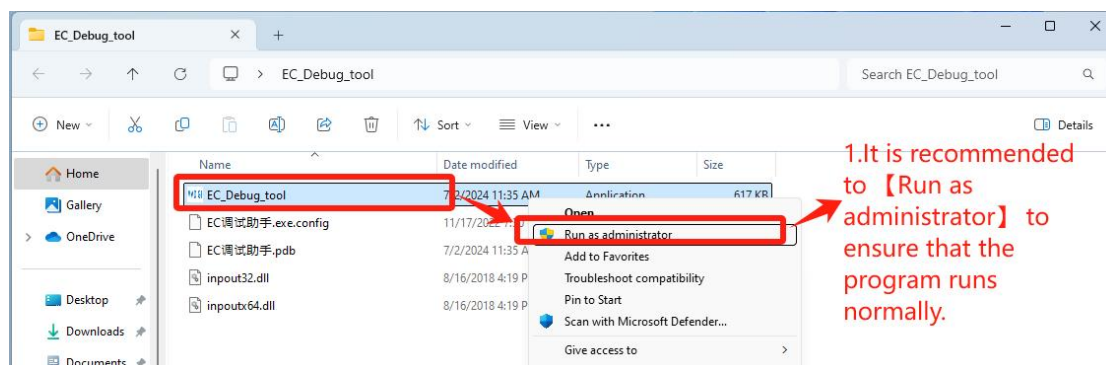 EC_Debug_tool
EC_Debug_tool
Search EC_Debug_tool
New
Sort
View
Details
Home
Gallery
OneDrive
Desktop
Downloads
Documents
Name
Date modified
Type
Size
EC_Debug_tool
7/2/2024 11:35 AM
Application
617 KB
EC调试助手.exe.config
EC调试助手.pdb
7/2/2024 11:35 A
inpout32.dll
8/16/2018 4:19 P
inpoutx64.dll
8/16/2018 4:19 P
Open
Run as administrator
Add to Favorites
Troubleshoot compatibility
Pin to Start
Scan with Microsoft Defender...
Give access to
1.It is recommended
to 【Run as
administrator】 to
ensure that the
program runs
normally.